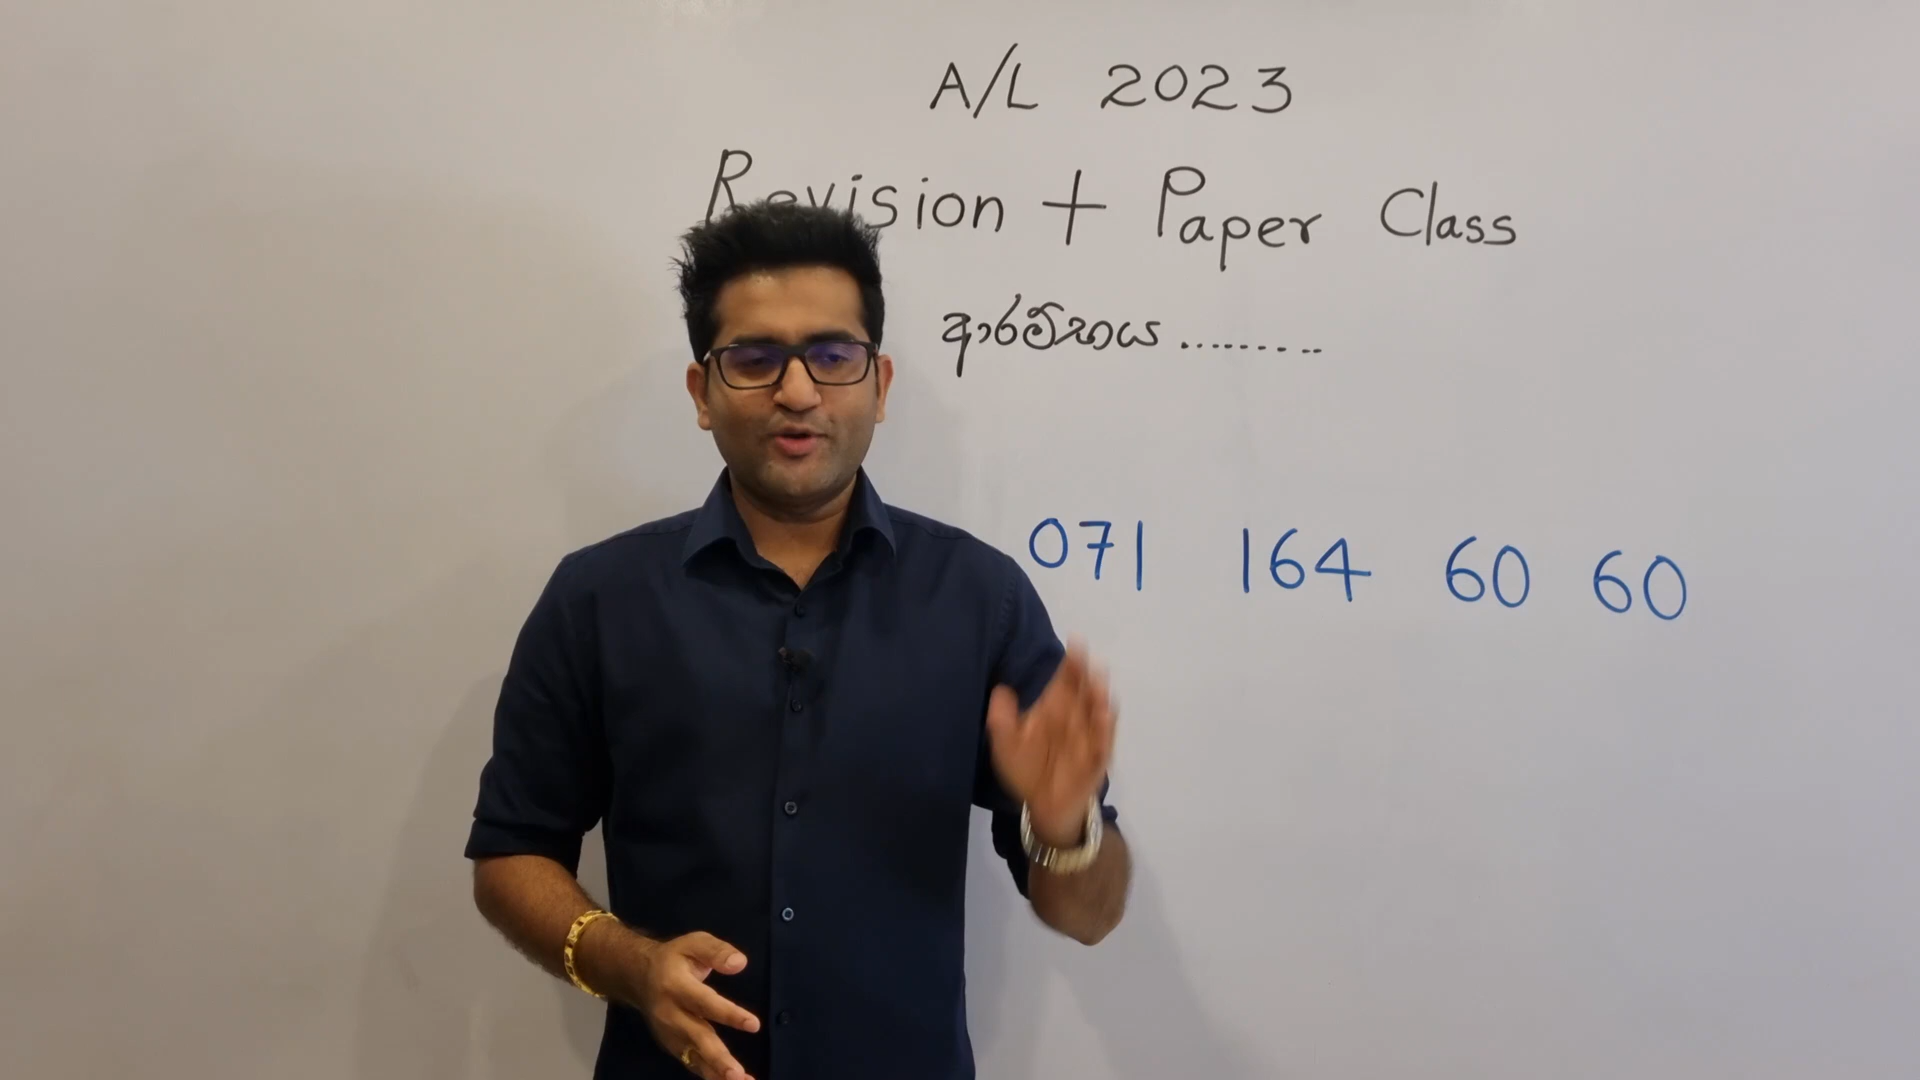 A/L 2023
Revision + Paper Class
ආරම්භය .........
071 164 60 60